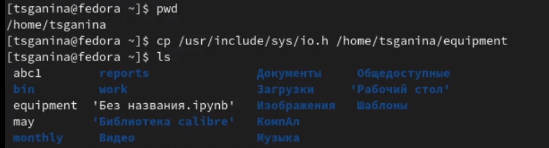 [tsganina@fedora ~]$ pwd
/home/tsganina
[tsganina@fedora ~]$ cp /usr/include/sys/io.h /home/tsganina/equipment
[tsganina@fedora ~]$ ls
abc1 reports Документы Общедоступные
bin work Загрузки 'Рабочий стол'
equipment 'Без названия.ipynb' Изображения Шаблоны
may 'Библиотека calibre' КомпАл
monthly Видео Музыка